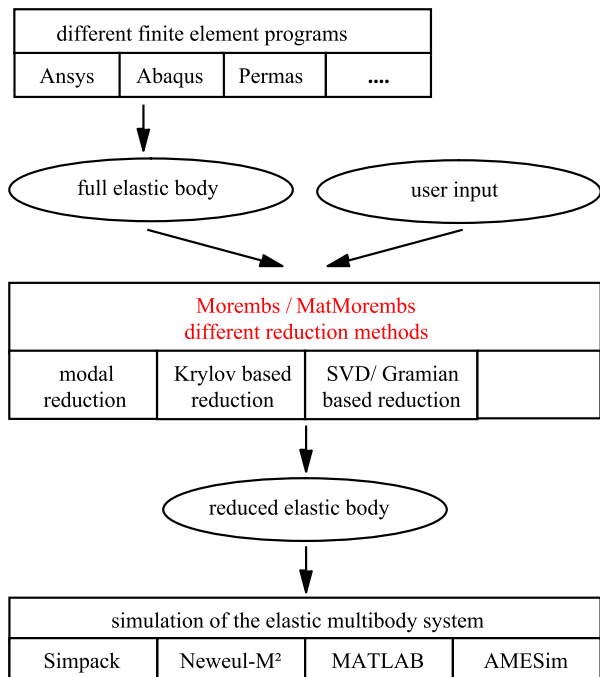 different finite element programs
Ansys
Abaqus
Permas
....
full elastic body
user input
Morembs / MatMorembs
different reduction methods
modal
reduction
Krylov based
reduction
SVD/ Gramian
based reduction
reduced elastic body
simulation of the elastic multibody system
Simpack
Neweul-M²
MATLAB
AMESim